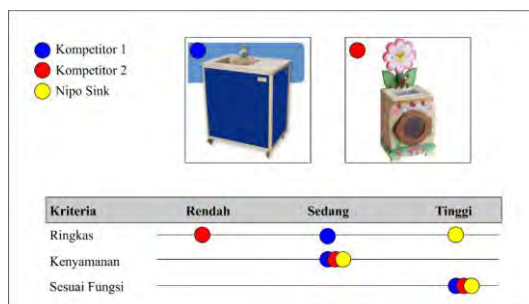 Kompetitor 1
Kompetitor 2
Nipo Sink
Kriteria Rendah Sedang Tinggi
Ringkas
Kenyamanan
Sesuai Fungsi